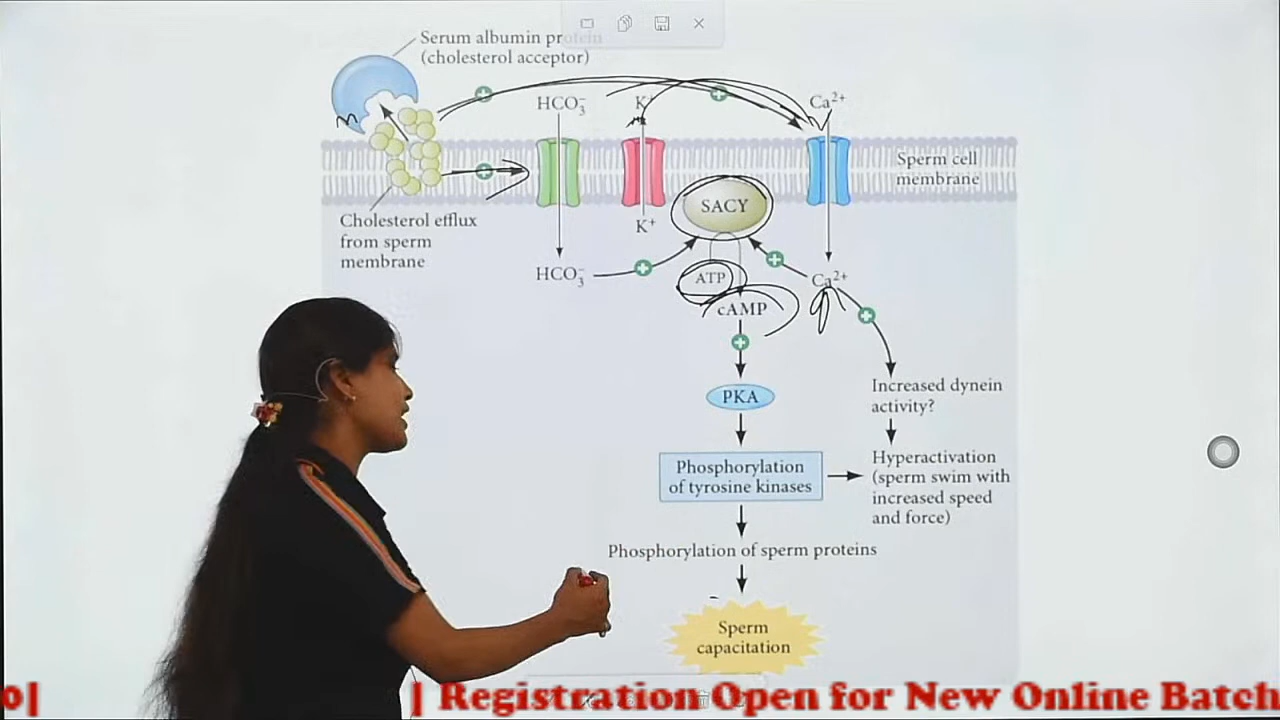 Serum albumin protein
(cholesterol acceptor)
HCO₃⁻
K⁺
Ca²⁺
Sperm cell
membrane
SACY
Cholesterol efflux
from sperm
membrane
K⁺
HCO₃⁻
ATP
Ca²⁺
cAMP
PKA
Increased dynein
activity?
Phosphorylation
of tyrosine kinases
Hyperactivation
(sperm swim with
increased speed
and force)
Phosphorylation of sperm proteins
Sperm
capacitation
| Registration Open for New Online Batch